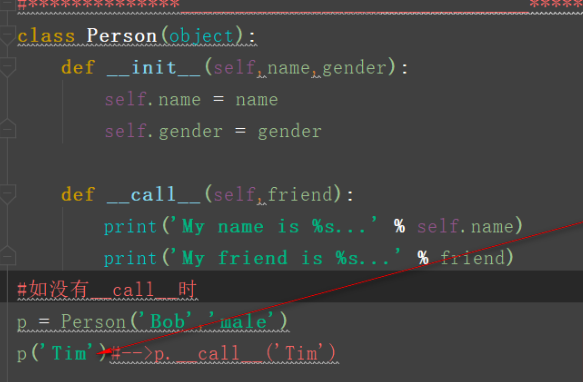 #***************
class Person(object):
def __init__(self,name,gender):
self.name = name
self.gender = gender
def __call__(self,friend):
print('My name is %s...' % self.name)
print('My friend is %s...' % friend)
#如没有__call__时
p = Person('Bob','male')
p('Tim')#-->p.__call__('Tim')